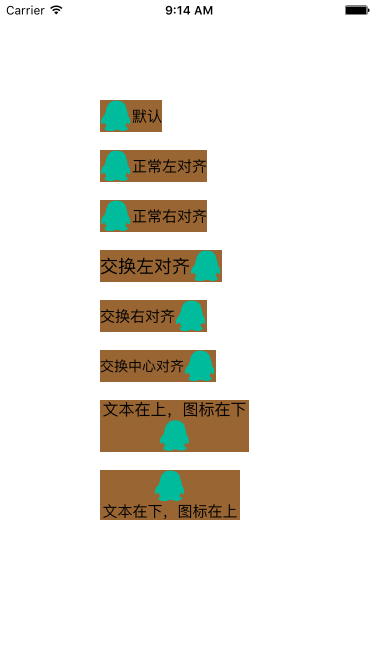 Carrier 9:14 AM
默认
正常左对齐
正常右对齐
交换左对齐
交换右对齐
交换中心对齐
文本在上，图标在下
文本在下，图标在上